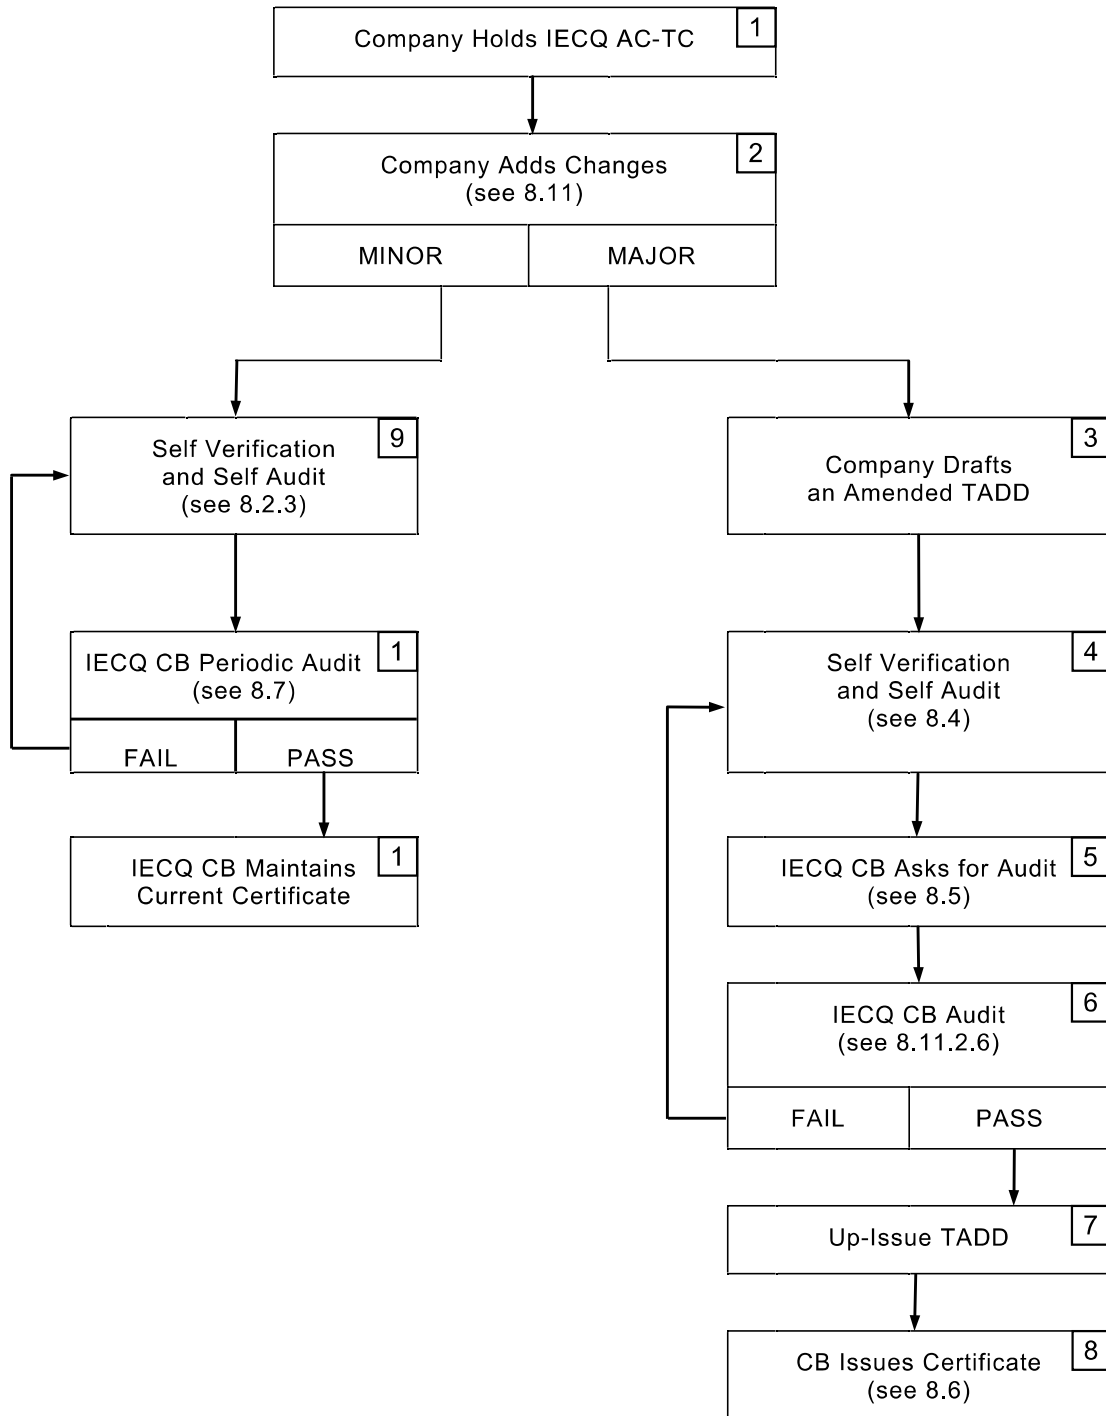 Company Holds IECQ AC-TC
1
Company Adds Changes
(see 8.11)
2
MINOR
MAJOR
Self Verification
and Self Audit
(see 8.2.3)
9
IECQ CB Periodic Audit
(see 8.7)
1
FAIL
PASS
IECQ CB Maintains
Current Certificate
1
Company Drafts
an Amended TADD
3
Self Verification
and Self Audit
(see 8.4)
4
IECQ CB Asks for Audit
(see 8.5)
5
IECQ CB Audit
(see 8.11.2.6)
6
FAIL
PASS
Up-Issue TADD
7
CB Issues Certificate
(see 8.6)
8